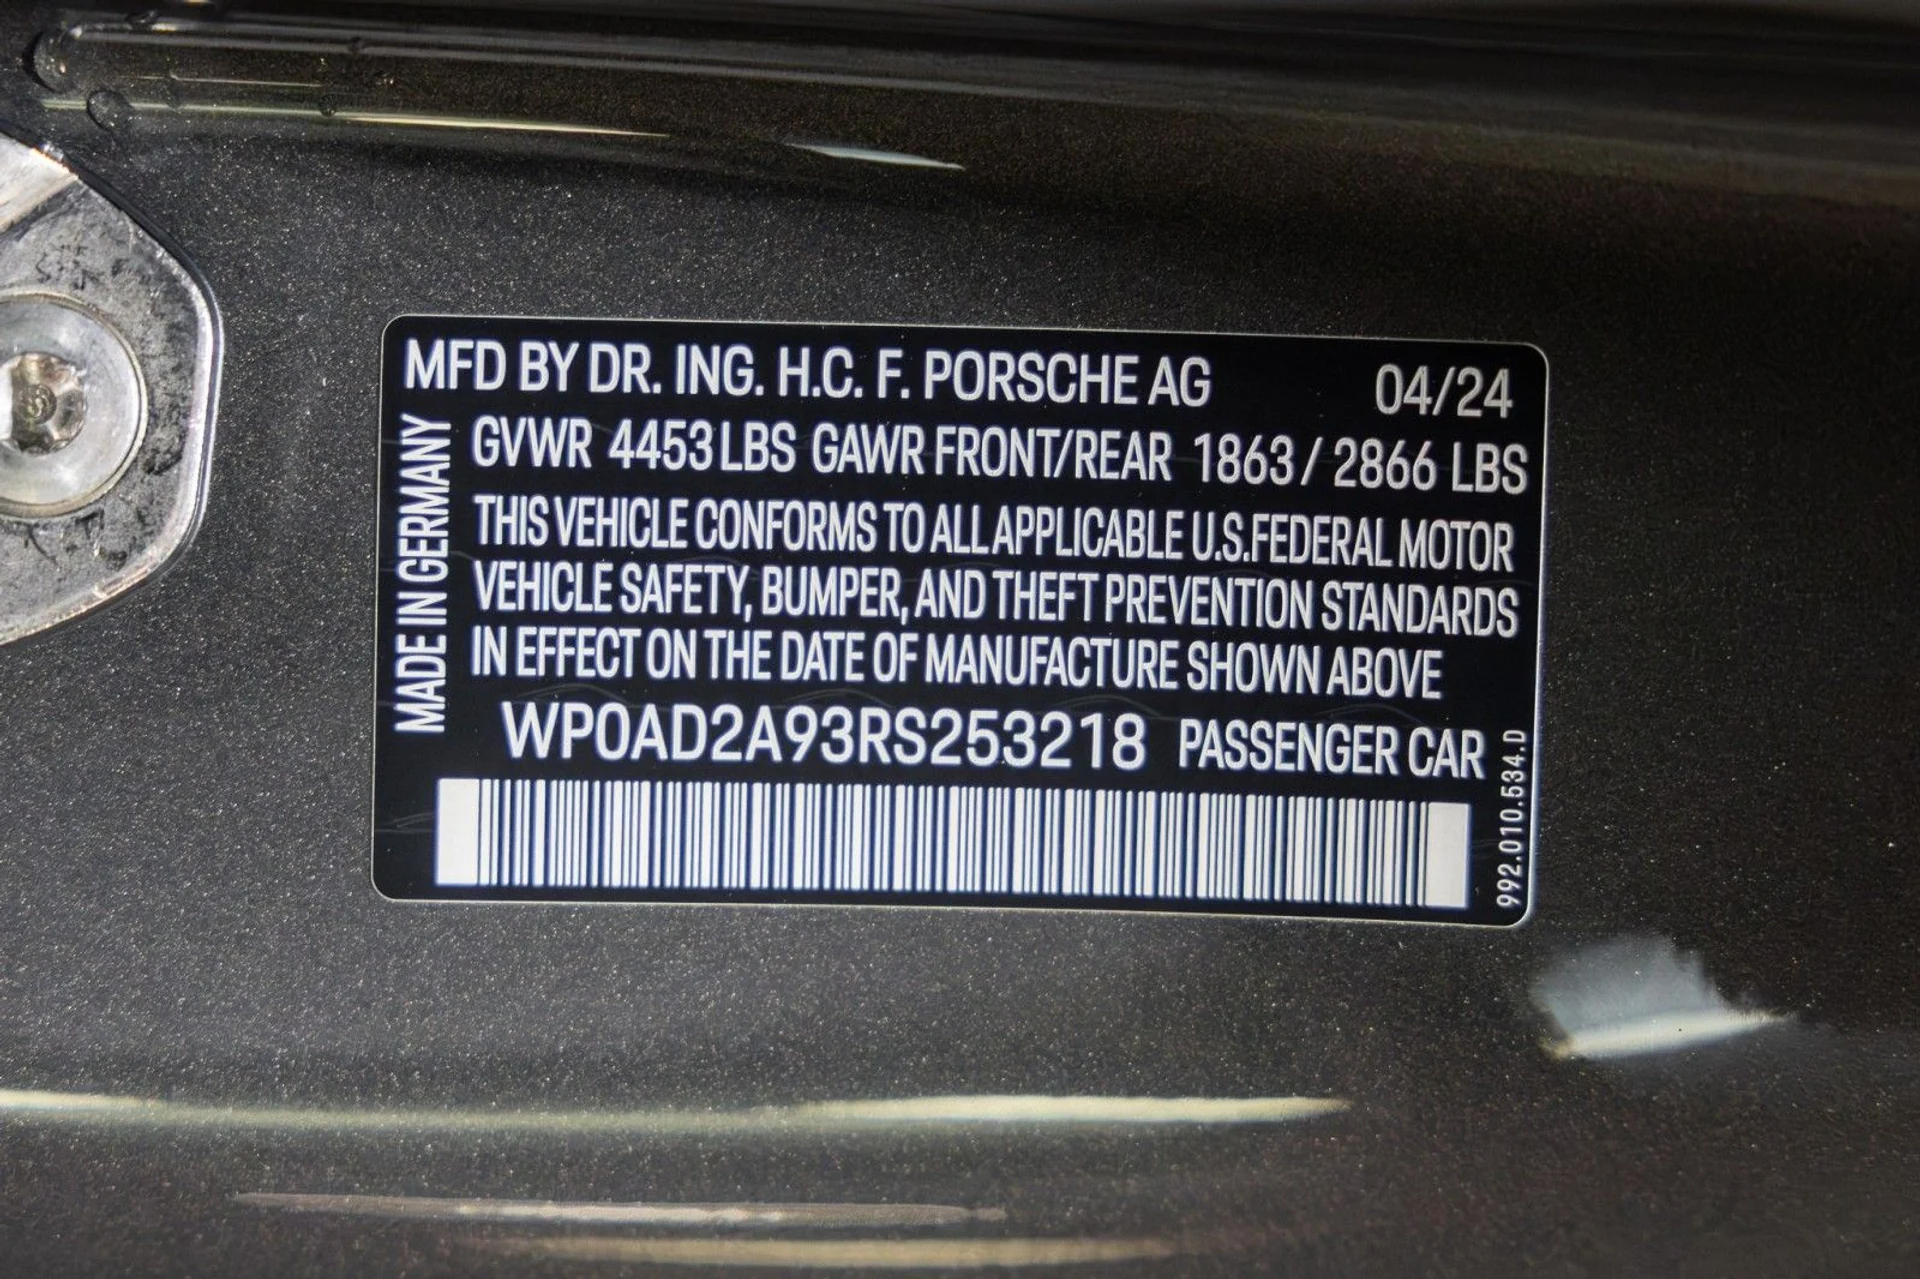 MFD BY DR. ING. H.C. F. PORSCHE AG 04/24
GVWR 4453 LBS GAWR FRONT/REAR 1863 / 2866 LBS
THIS VEHICLE CONFORMS TO ALL APPLICABLE U.S. FEDERAL MOTOR
VEHICLE SAFETY, BUMPER, AND THEFT PREVENTION STANDARDS
IN EFFECT ON THE DATE OF MANUFACTURE SHOWN ABOVE
WP0AD2A93RS253218 PASSENGER CAR
MADE IN GERMANY
992.010.534.D